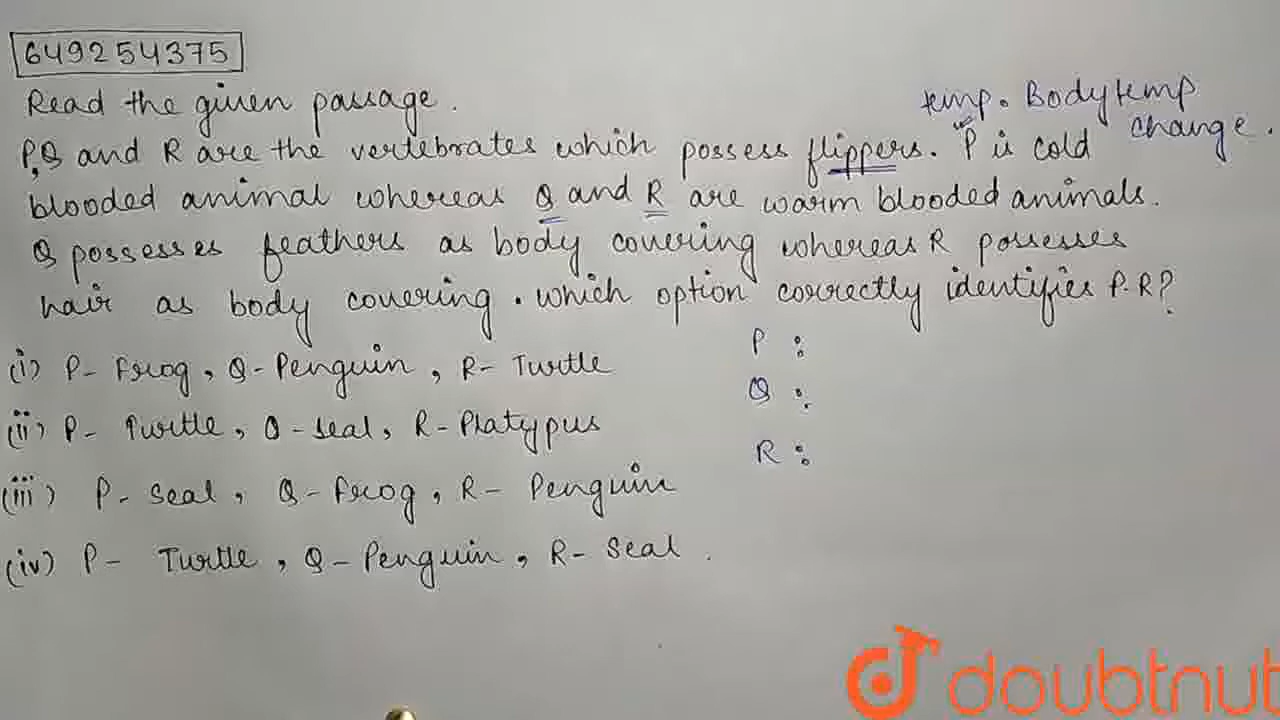 649254375
Read the given passage.
temp. Body temp
change.
P,Q and R are the vertebrates which possess flippers. P is cold
blooded animal whereas Q and R are warm blooded animals.
Q possesses feathers as body covering whereas R possesses
hair as body covering. which option correctly identifies P-R?
(i) P- Frog, Q-Penguin, R- Turtle
(ii) P- Turtle, Q-Seal, R-Platypus
(iii) P- Seal, Q-Frog, R- Penguin
(iv) P- Turtle, Q-Penguin, R- Seal.
P :
Q :
R :
doubtnut